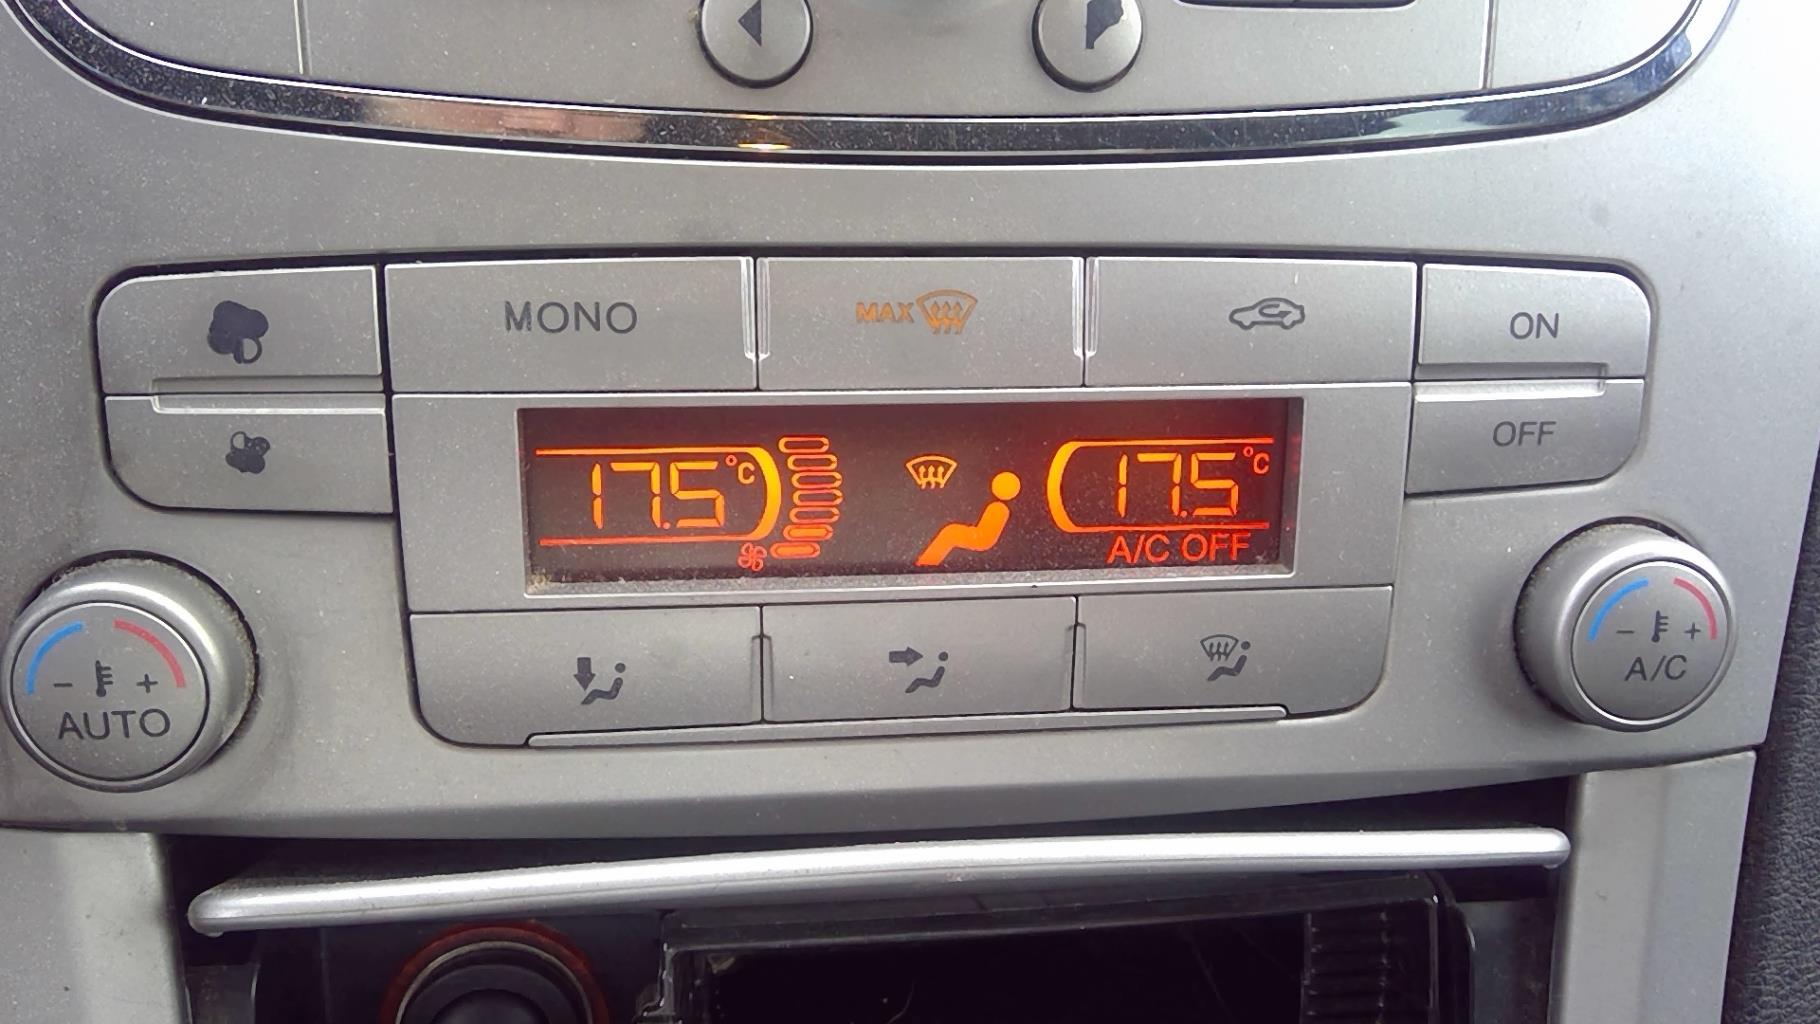 MONO
MAX
ON
OFF
17.5°C
17.5°C
A/C OFF
- +
AUTO
- +
A/C